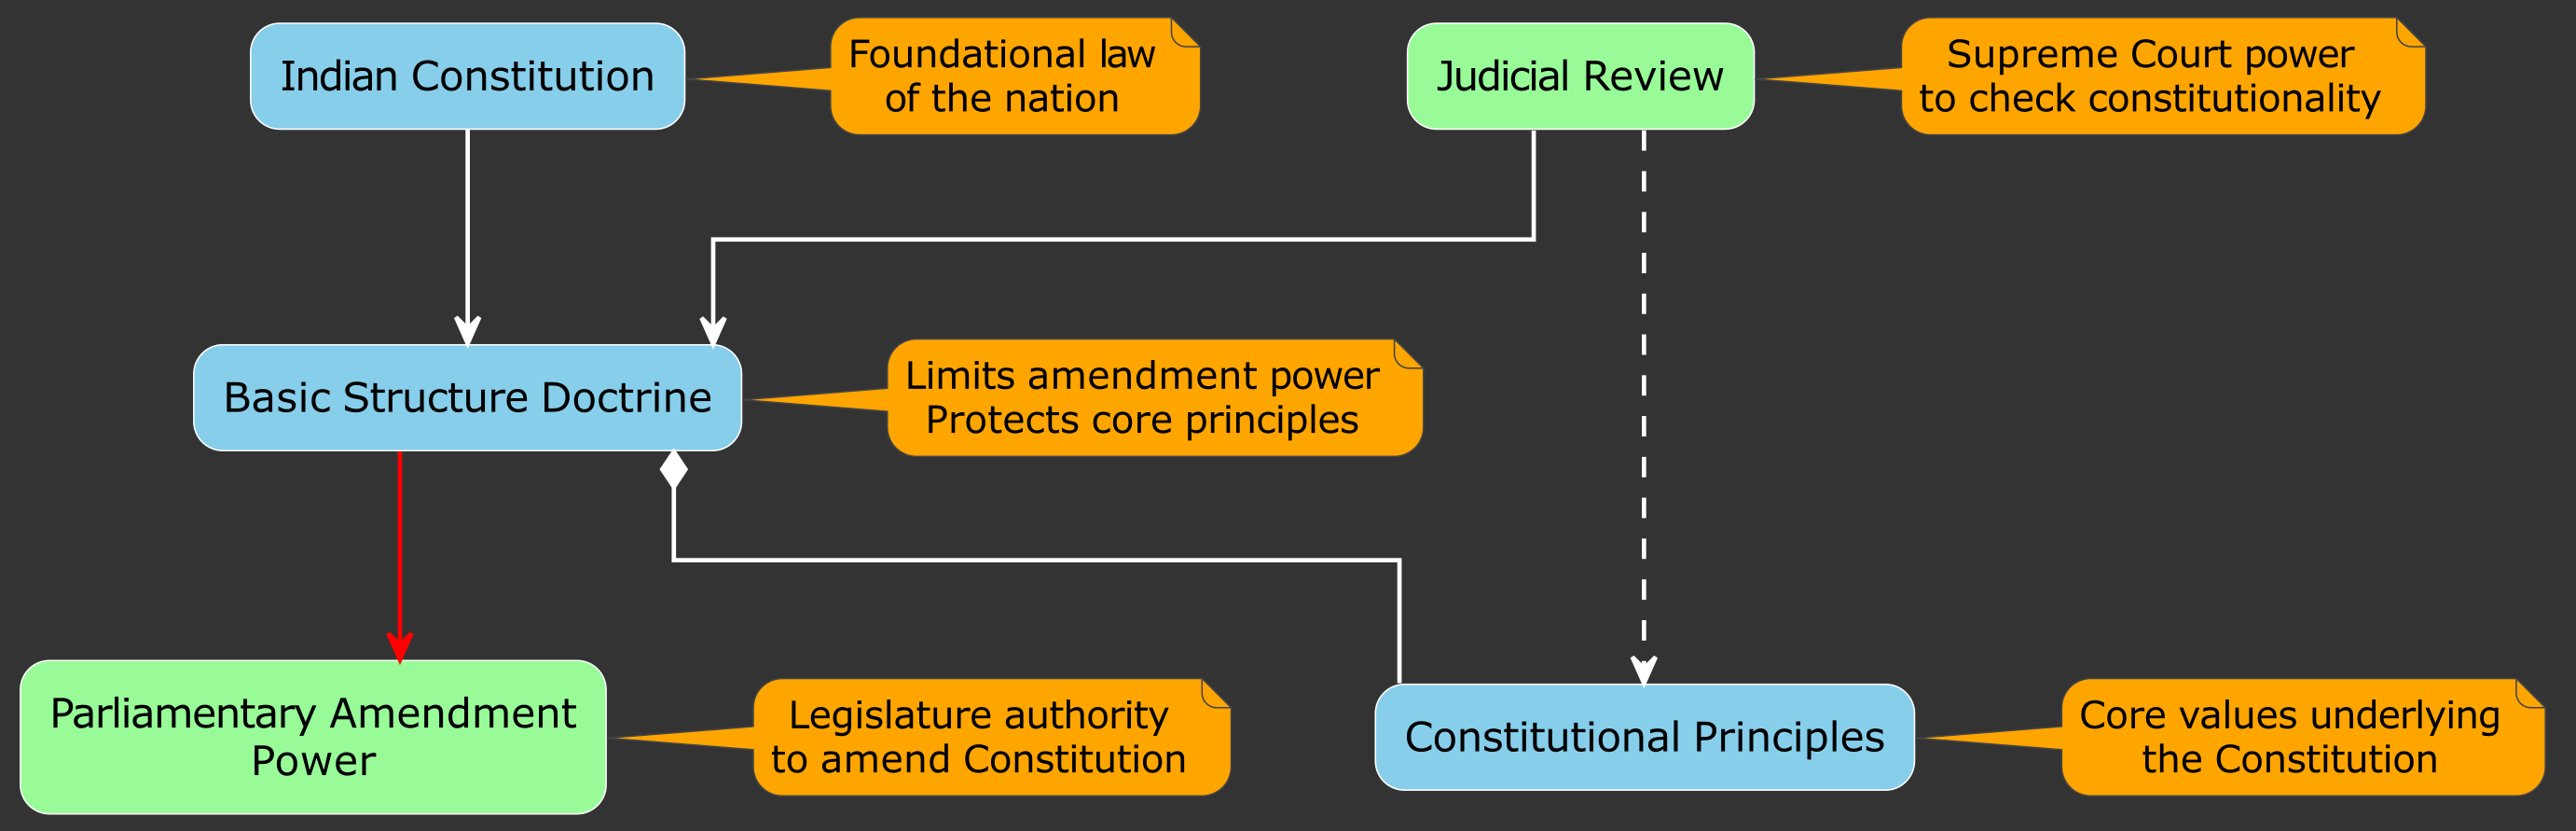 Indian Constitution
Foundational law
of the nation
Judicial Review
Supreme Court power
to check constitutionality
Basic Structure Doctrine
Limits amendment power
Protects core principles
Parliamentary Amendment
Power
Legislature authority
to amend Constitution
Constitutional Principles
Core values underlying
the Constitution